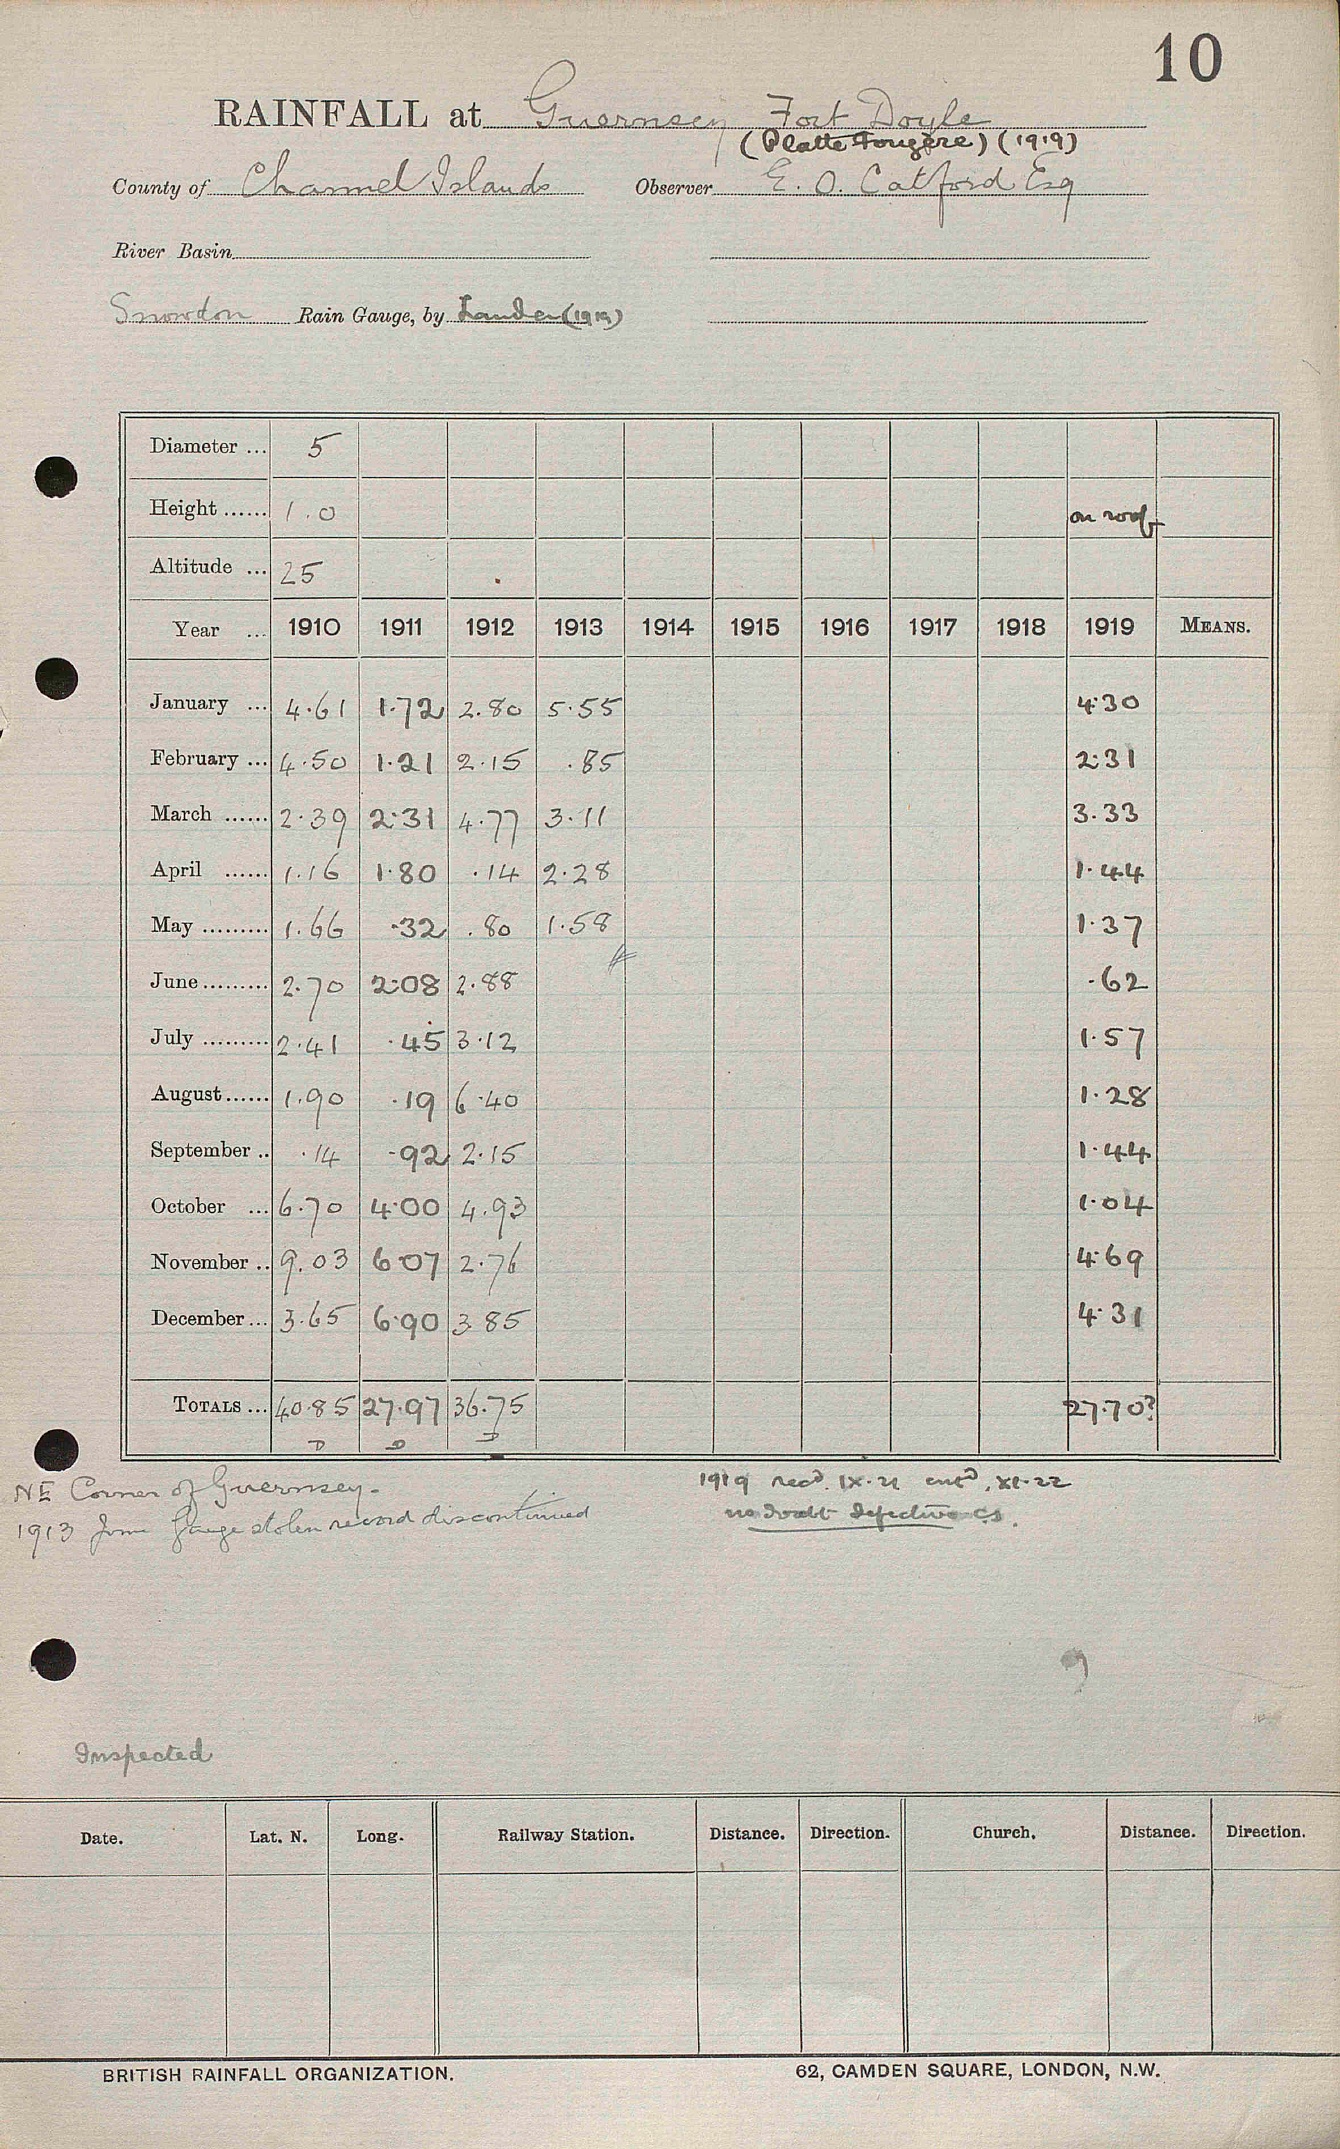 10
RAINFALL at Guernsey Fort Doyle
(Platte Fougère) (1919)
County of Channel Islands Observer E. O. Catford Esq
River Basin
Snowdon Rain Gauge, by Lander (1919)
Diameter ... 5
Height ...... 1.0 on roof
Altitude ... 25
Year ... 1910 1911 1912 1913 1914 1915 1916 1917 1918 1919 MEANS.
January ... 4.61 1.72 2.80 5.55 4.30
February ... 4.50 1.21 2.15 .85 2.31
March ...... 2.39 2.31 4.77 3.11 3.33
April ...... 1.16 1.80 .14 2.28 1.44
May ......... 1.66 .32 .80 1.58 1.37
June ......... 2.70 2.08 2.88 .62
July ......... 2.41 .45 3.12 1.57
August ...... 1.90 .19 6.40 1.28
September .. .14 .92 2.15 1.44
October ... 6.70 4.00 4.93 1.04
November .. 9.03 6.07 2.76 4.69
December ... 3.65 6.90 3.85 4.31
TOTALS ... 40.85 27.97 36.75 27.70?
D D D
NE Corner of Guernsey.
1919 recd. IX.21 entd. XI.22
1913 June Gauge stolen record discontinued
no doubt defective CS.
Inspected
Date. Lat. N. Long. Railway Station. Distance. Direction. Church. Distance. Direction.
BRITISH RAINFALL ORGANIZATION. 62, CAMDEN SQUARE, LONDON, N.W.